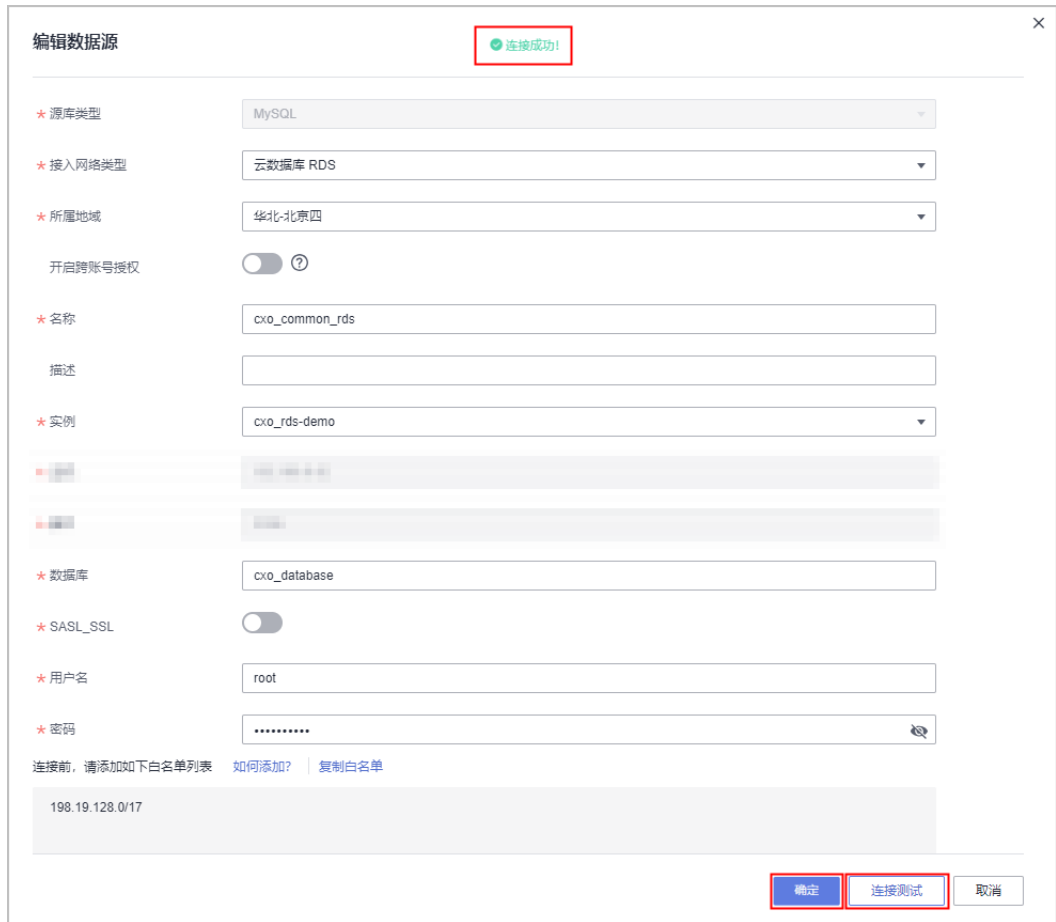 编辑数据源
连接成功!
* 源库类型 MySQL
* 接入网络类型 云数据库 RDS
* 所属地域 华北-北京四
开启跨账号授权
* 名称 cxo_common_rds
描述
* 实例 cxo_rds-demo
* 数据库 cxo_database
* SASL_SSL
* 用户名 root
* 密码 ••••••••••
连接前，请添加如下白名单列表 如何添加? 复制白名单
198.19.128.0/17
确定 连接测试 取消